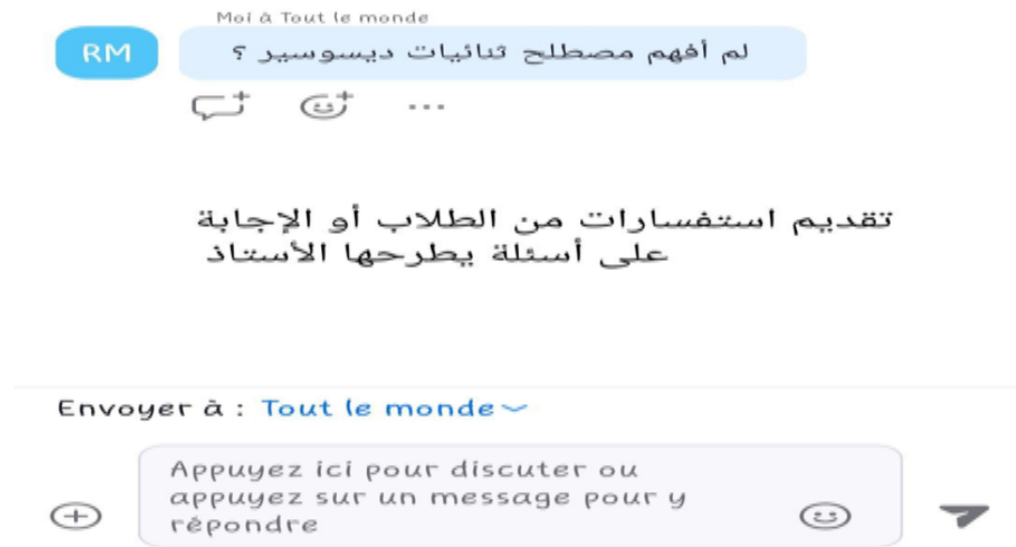 Moi à Tout le monde
RM
لم أفهم مصطلح ثنائيات ديسوسير ؟
تقديم استفسارات من الطلاب أو الإجابة
على أسئلة يطرحها الأستاذ
Envoyer à : Tout le monde
Appuyez ici pour discuter ou
appuyez sur un message pour y
répondre